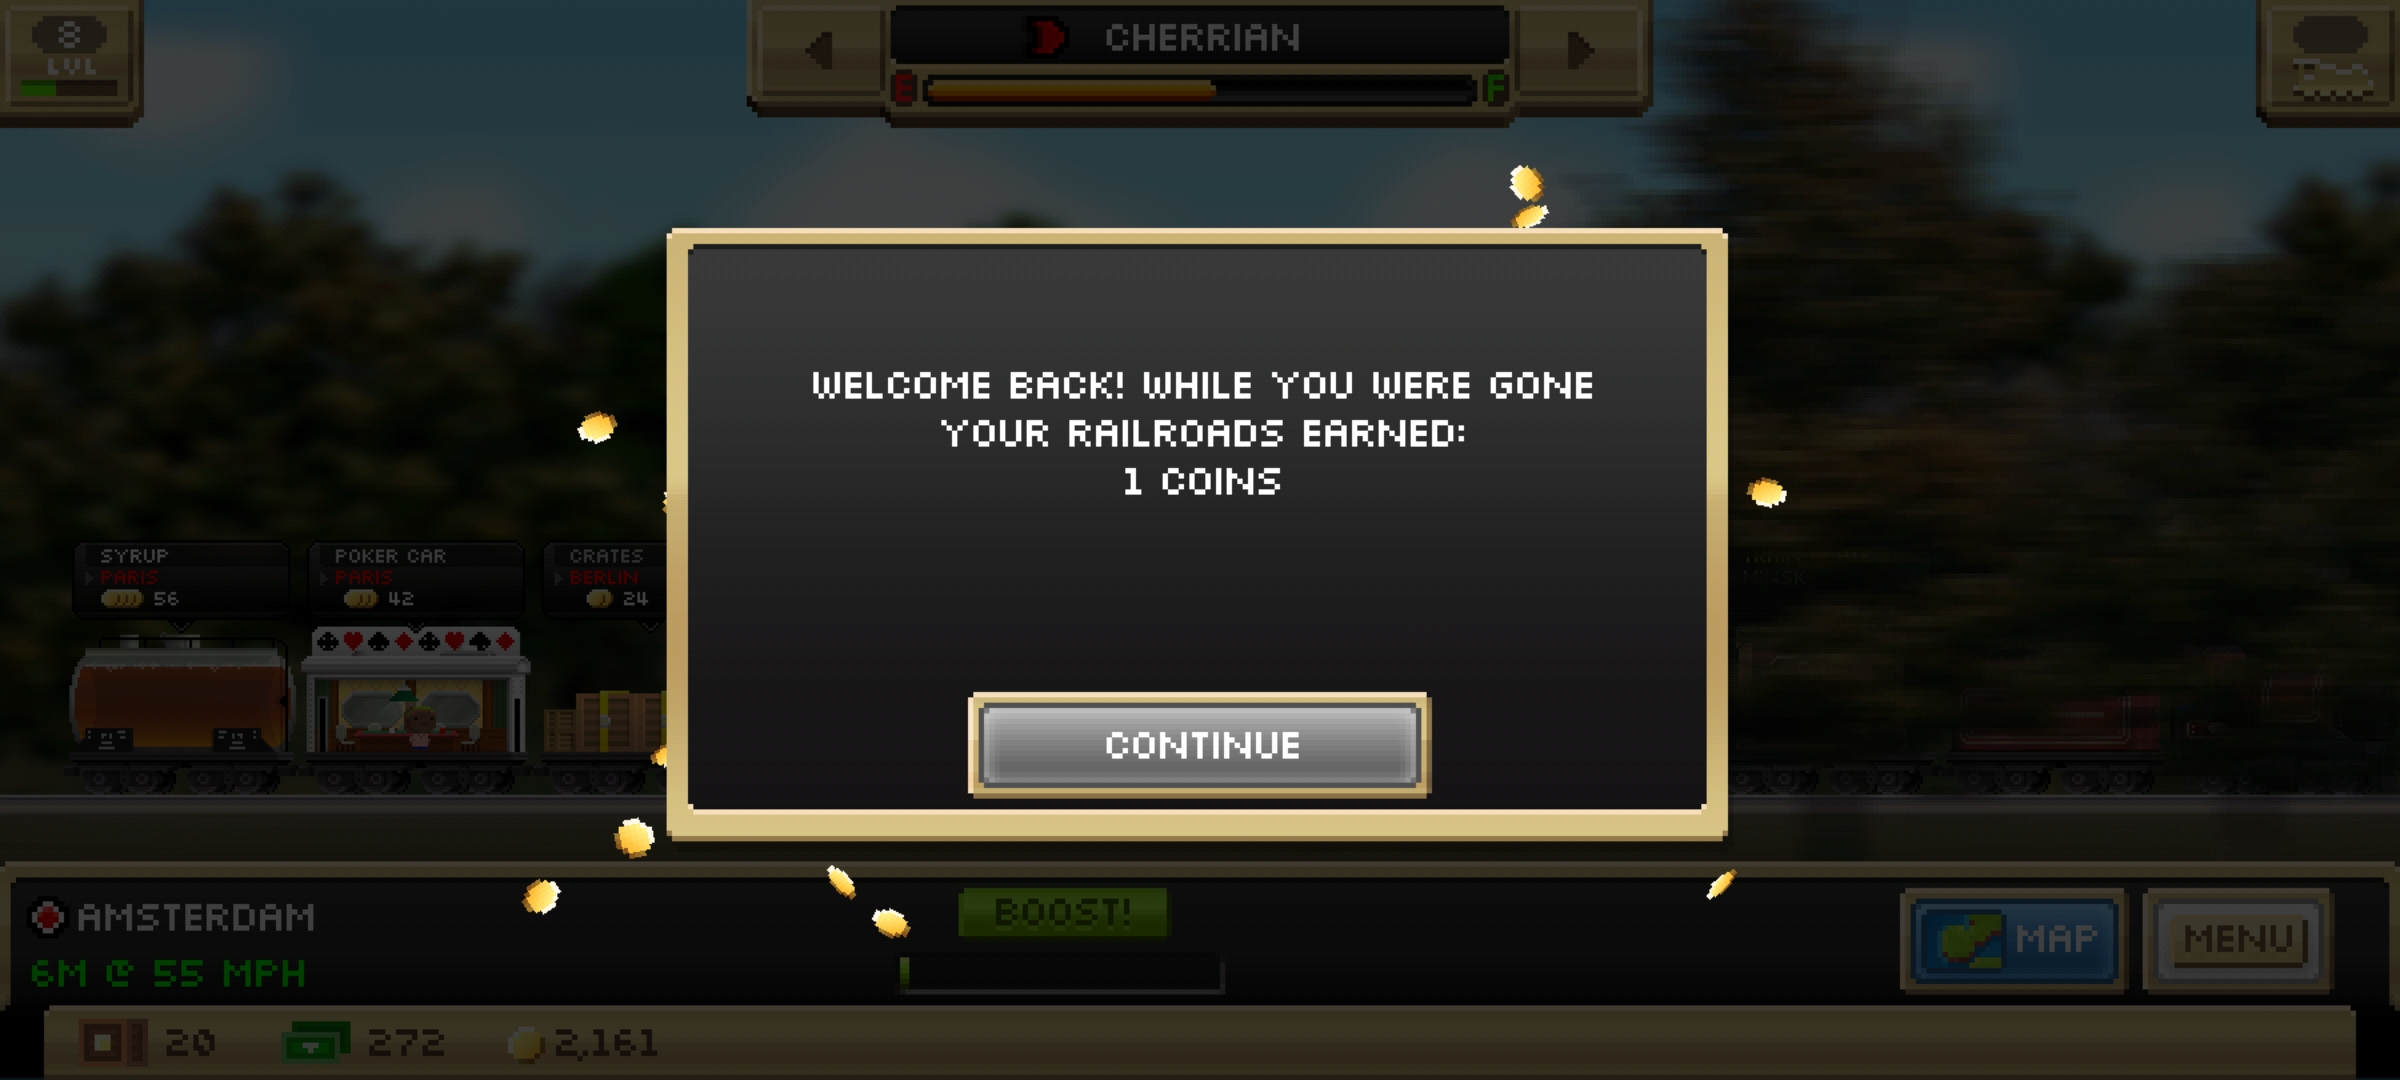 8
LVL
CHERRIAN
E
F
WELCOME BACK! WHILE YOU WERE GONE
YOUR RAILROADS EARNED:
1 COINS
SYRUP
PARIS
56
POKER CAR
PARIS
42
CRATES
BERLIN
24
MINSK
CONTINUE
AMSTERDAM
6M @ 55 MPH
BOOST!
MAP
MENU
20
272
2,161